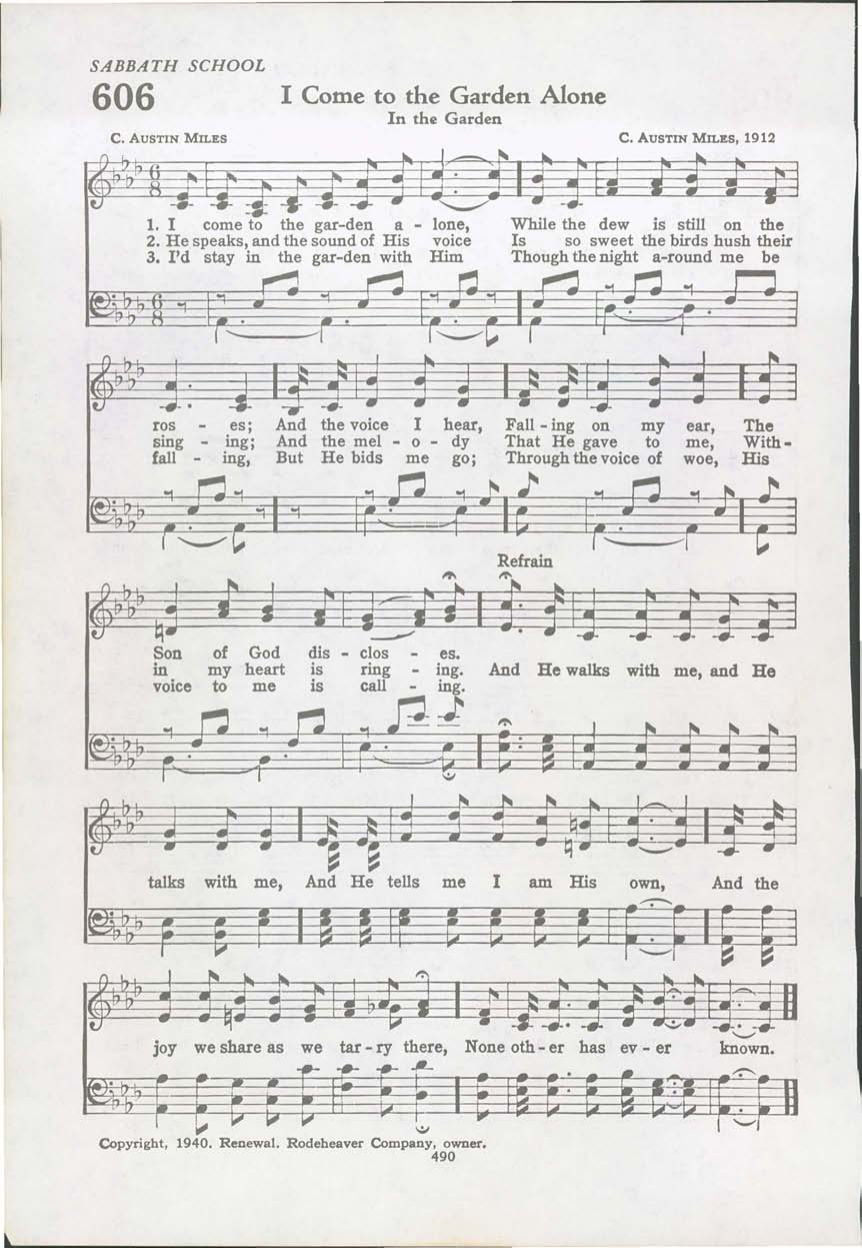 SABBATH SCHOOL
606
I Come to the Garden Alone
In the Garden
C. AUSTIN MILES C. AUSTIN MILES, 1912
1. I come to the gar-den a - lone, While the dew is still on the
2. He speaks, and the sound of His voice Is so sweet the birds hush their
3. I'd stay in the gar-den with Him Though the night a-round me be
ros - es; And the voice I hear, Fall - ing on my ear, The
sing - ing; And the mel - o - dy That He gave to me, With-
fall - ing, But He bids me go; Through the voice of woe, His
Refrain
Son of God dis - clos - es.
in my heart is ring - ing. And He walks with me, and He
voice to me is call - ing.
talks with me, And He tells me I am His own, And the
joy we share as we tar - ry there, None oth - er has ev - er known.
Copyright, 1940. Renewal. Rodeheaver Company, owner.
490